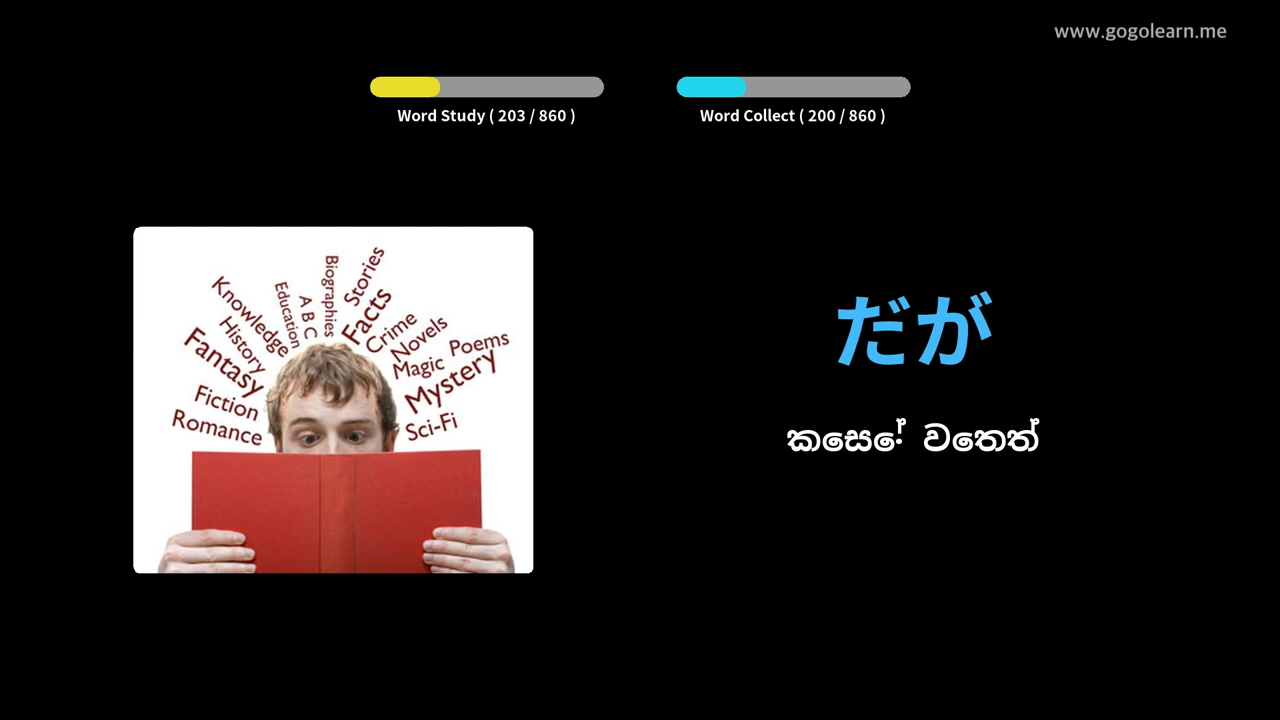 www.gogolearn.me
Word Study ( 203 / 860 )
Word Collect ( 200 / 860 )
Biographies
Stories
Knowledge
Education
A B C
Facts
History
Crime
Novels
Fantasy
Magic
Poems
Mystery
Fiction
Romance
Sci-Fi
だが
කෙසේ වෙතත්